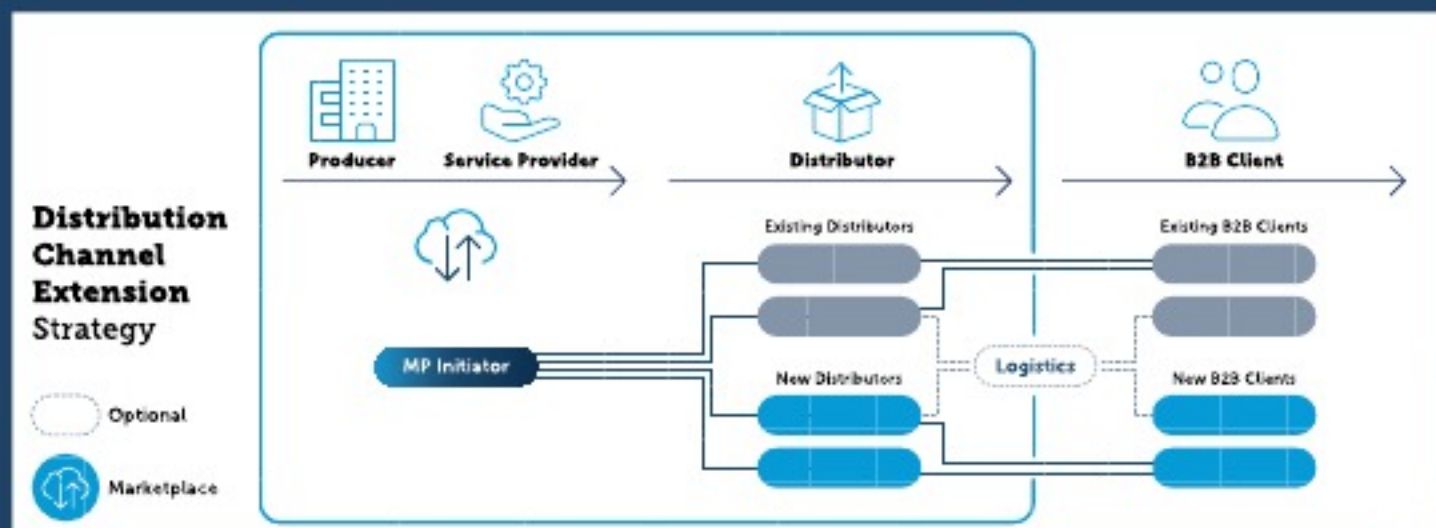 Producer
Service Provider
Distributor
B2B Client
Distribution
Channel
Extension
Strategy
Optional
Marketplace
MP Initiator
Existing Distributors
New Distributors
Logistics
Existing B2B Clients
New B2B Clients